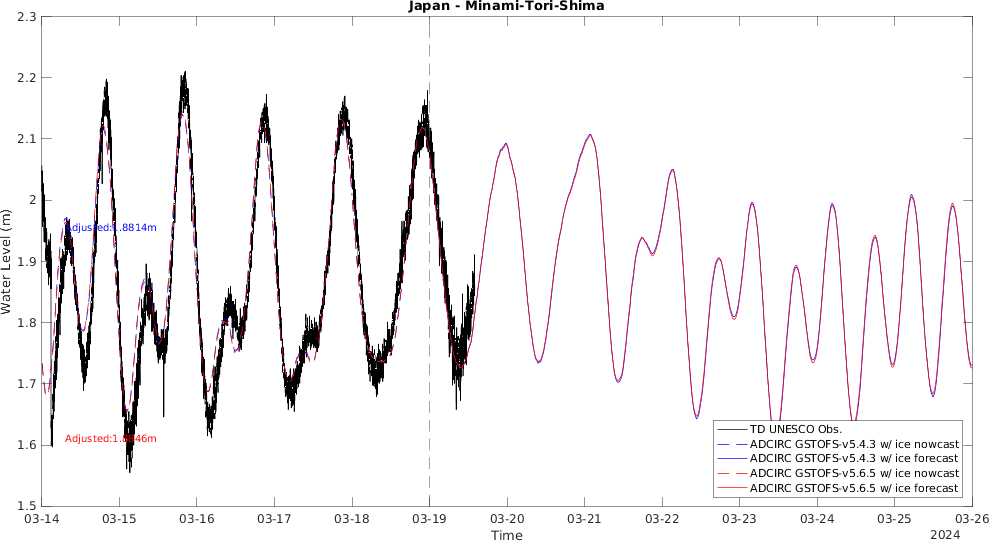 Japan - Minami-Tori-Shima
2.3
2.2
2.1
2
1.9
1.8
1.7
1.6
1.5
Water Level (m)
Adjusted:1.8814m
TD UNESCO Obs.
ADCIRC GSTOFS-v5.4.3 w/ ice nowcast
ADCIRC GSTOFS-v5.4.3 w/ ice forecast
ADCIRC GSTOFS-v5.6.5 w/ ice nowcast
ADCIRC GSTOFS-v5.6.5 w/ ice forecast
03-14 03-15 03-16 03-17 03-18 03-19 03-20 03-21 03-22 03-23 03-24 03-25 03-26
Time
2024